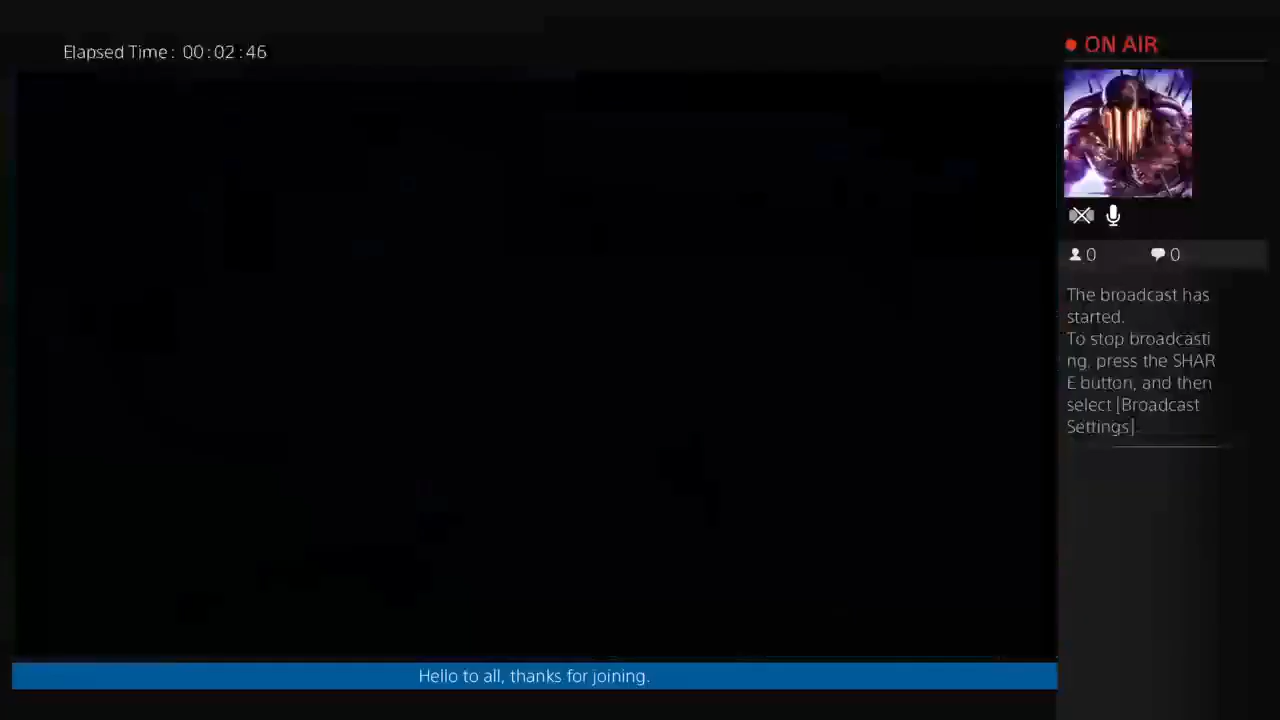 Elapsed Time: 00:02:46
ON AIR
0 0
The broadcast has
started.
To stop broadcasti
ng, press the SHAR
E button, and then
select [Broadcast
Settings].
Hello to all, thanks for joining.